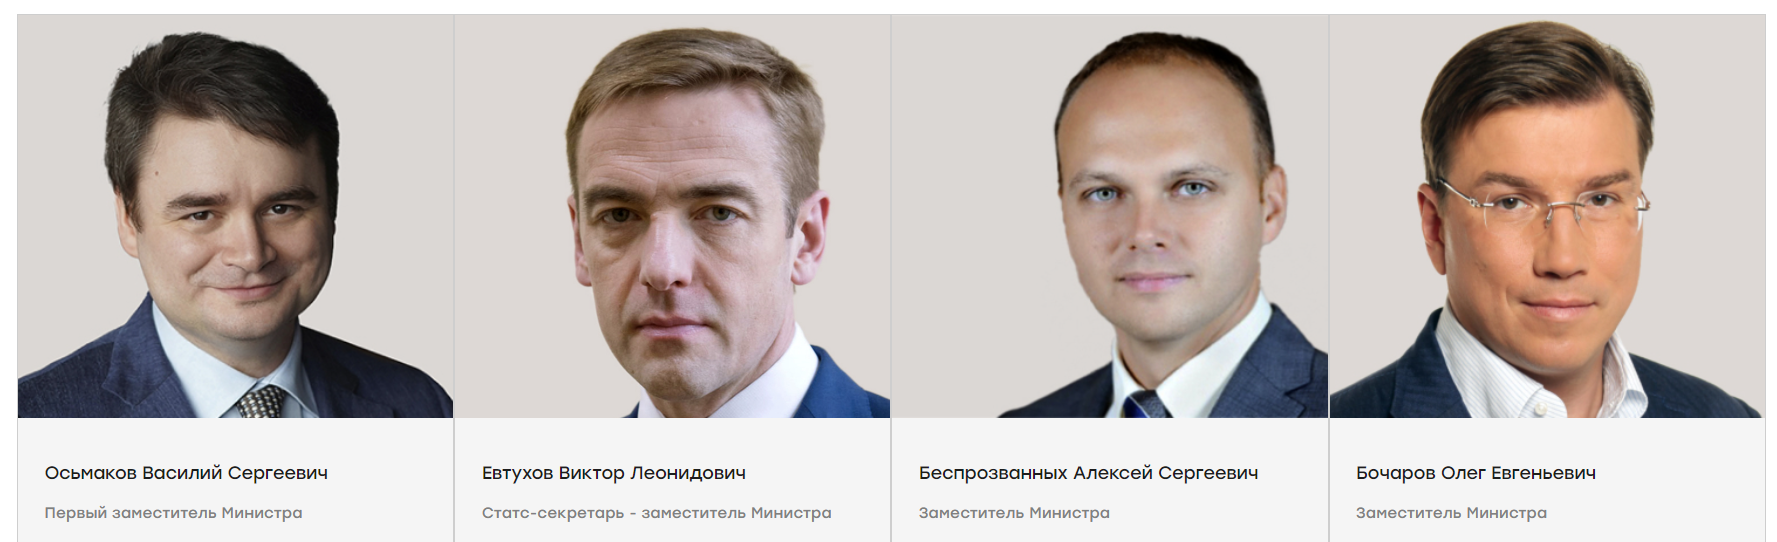 Осьмаков Василий Сергеевич
Первый заместитель Министра
Евтухов Виктор Леонидович
Статс-секретарь - заместитель Министра
Беспрозванных Алексей Сергеевич
Заместитель Министра
Бочаров Олег Евгеньевич
Заместитель Министра